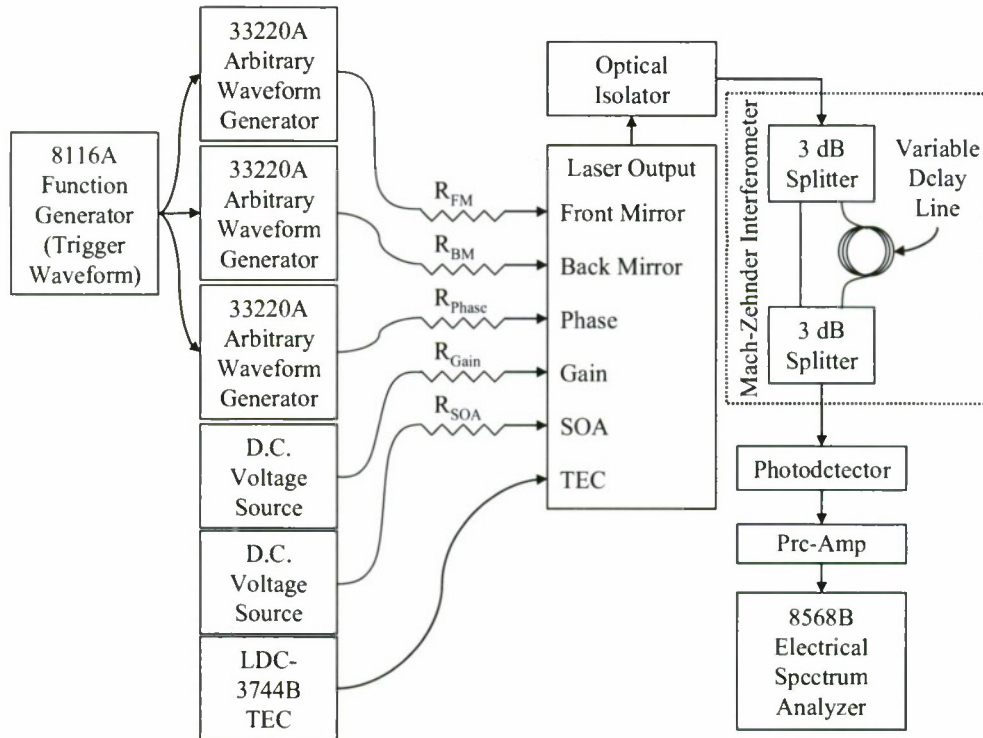 8116A
Function
Generator
(Trigger
Waveform)
33220A
Arbitrary
Waveform
Generator
33220A
Arbitrary
Waveform
Generator
33220A
Arbitrary
Waveform
Generator
D.C.
Voltage
Source
D.C.
Voltage
Source
LDC-
3744B
TEC
R_FM
R_BM
R_Phase
R_Gain
R_SOA
Optical
Isolator
Laser Output
Front Mirror
Back Mirror
Phase
Gain
SOA
TEC
Mach-Zehnder Interferometer
3 dB
Splitter
Variable
Delay
Line
3 dB
Splitter
Photodetector
Pre-Amp
8568B
Electrical
Spectrum
Analyzer